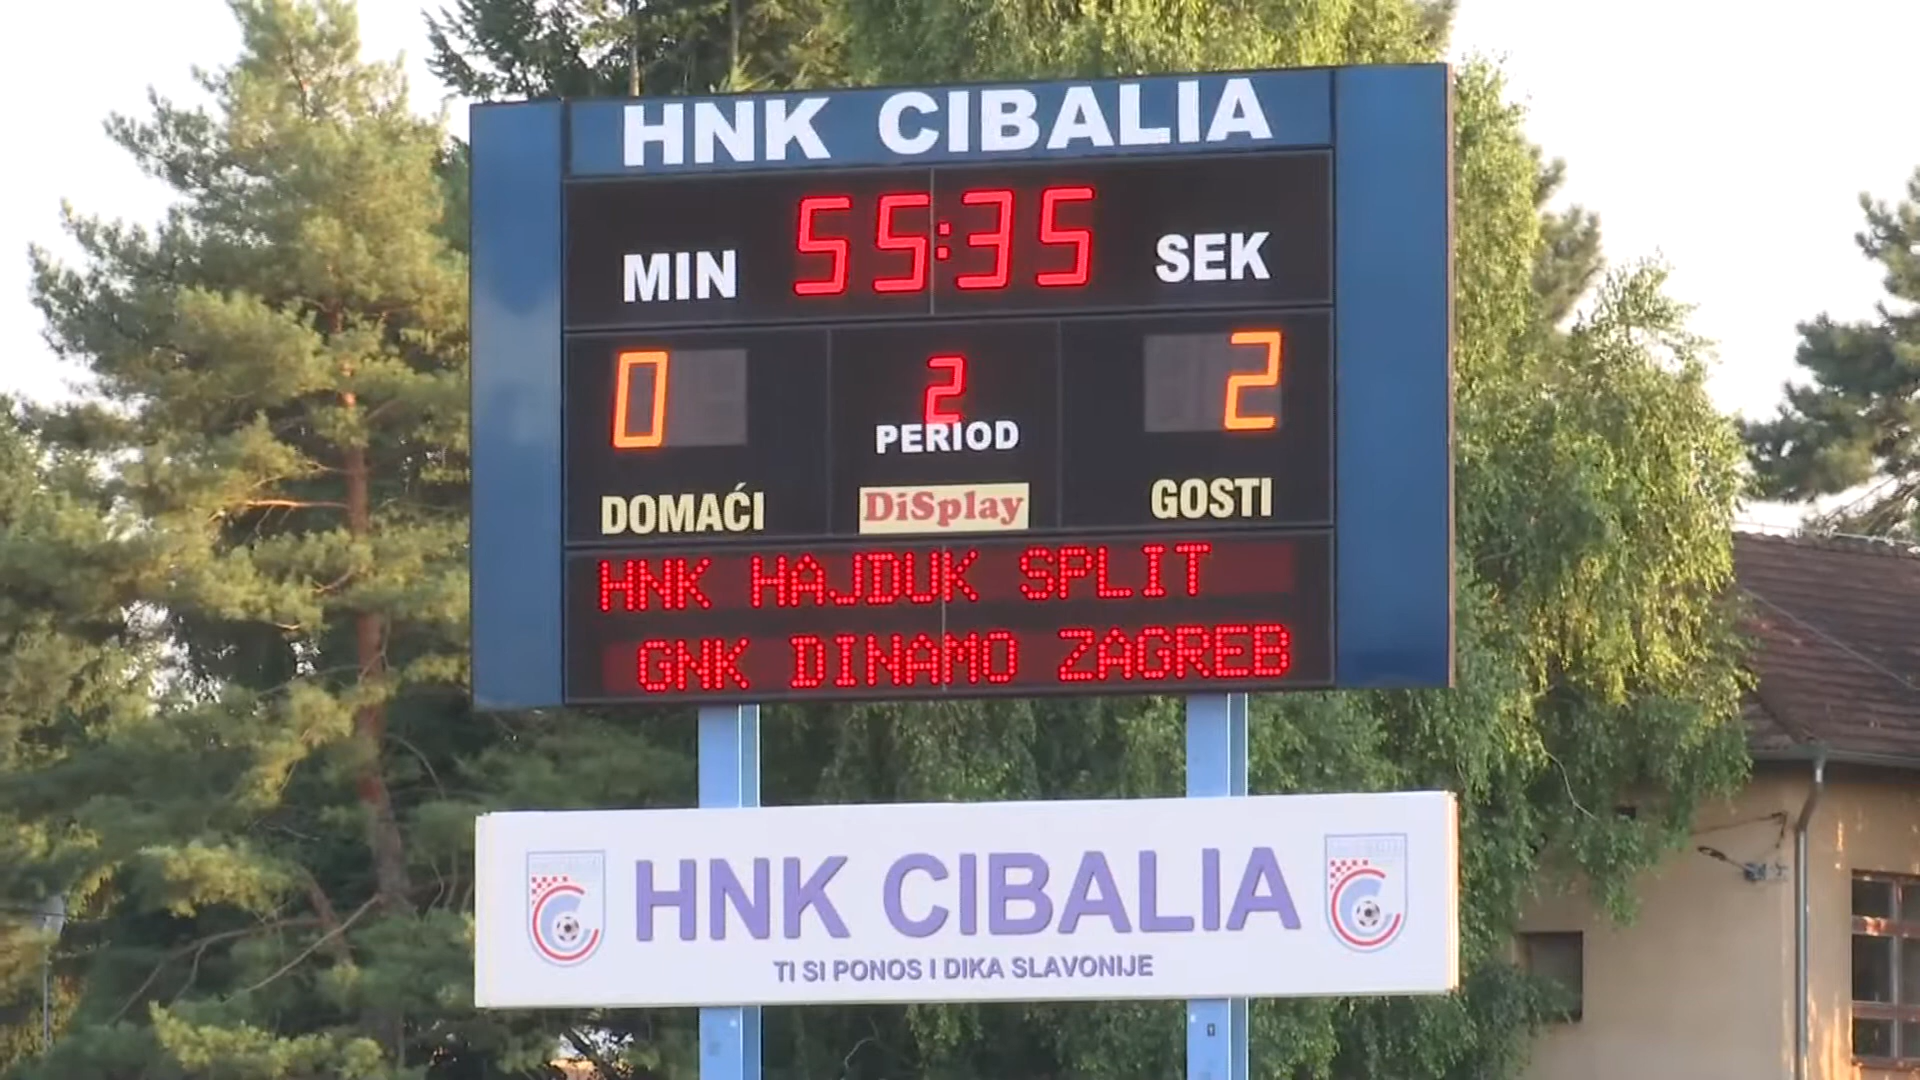 HNK CIBALIA
MIN 55:35 SEK
0 2 2
PERIOD
DOMAĆI DiSplay GOSTI
HNK HAJDUK SPLIT
GNK DINAMO ZAGREB
HNK CIBALIA
TI SI PONOS I DIKA SLAVONIJE